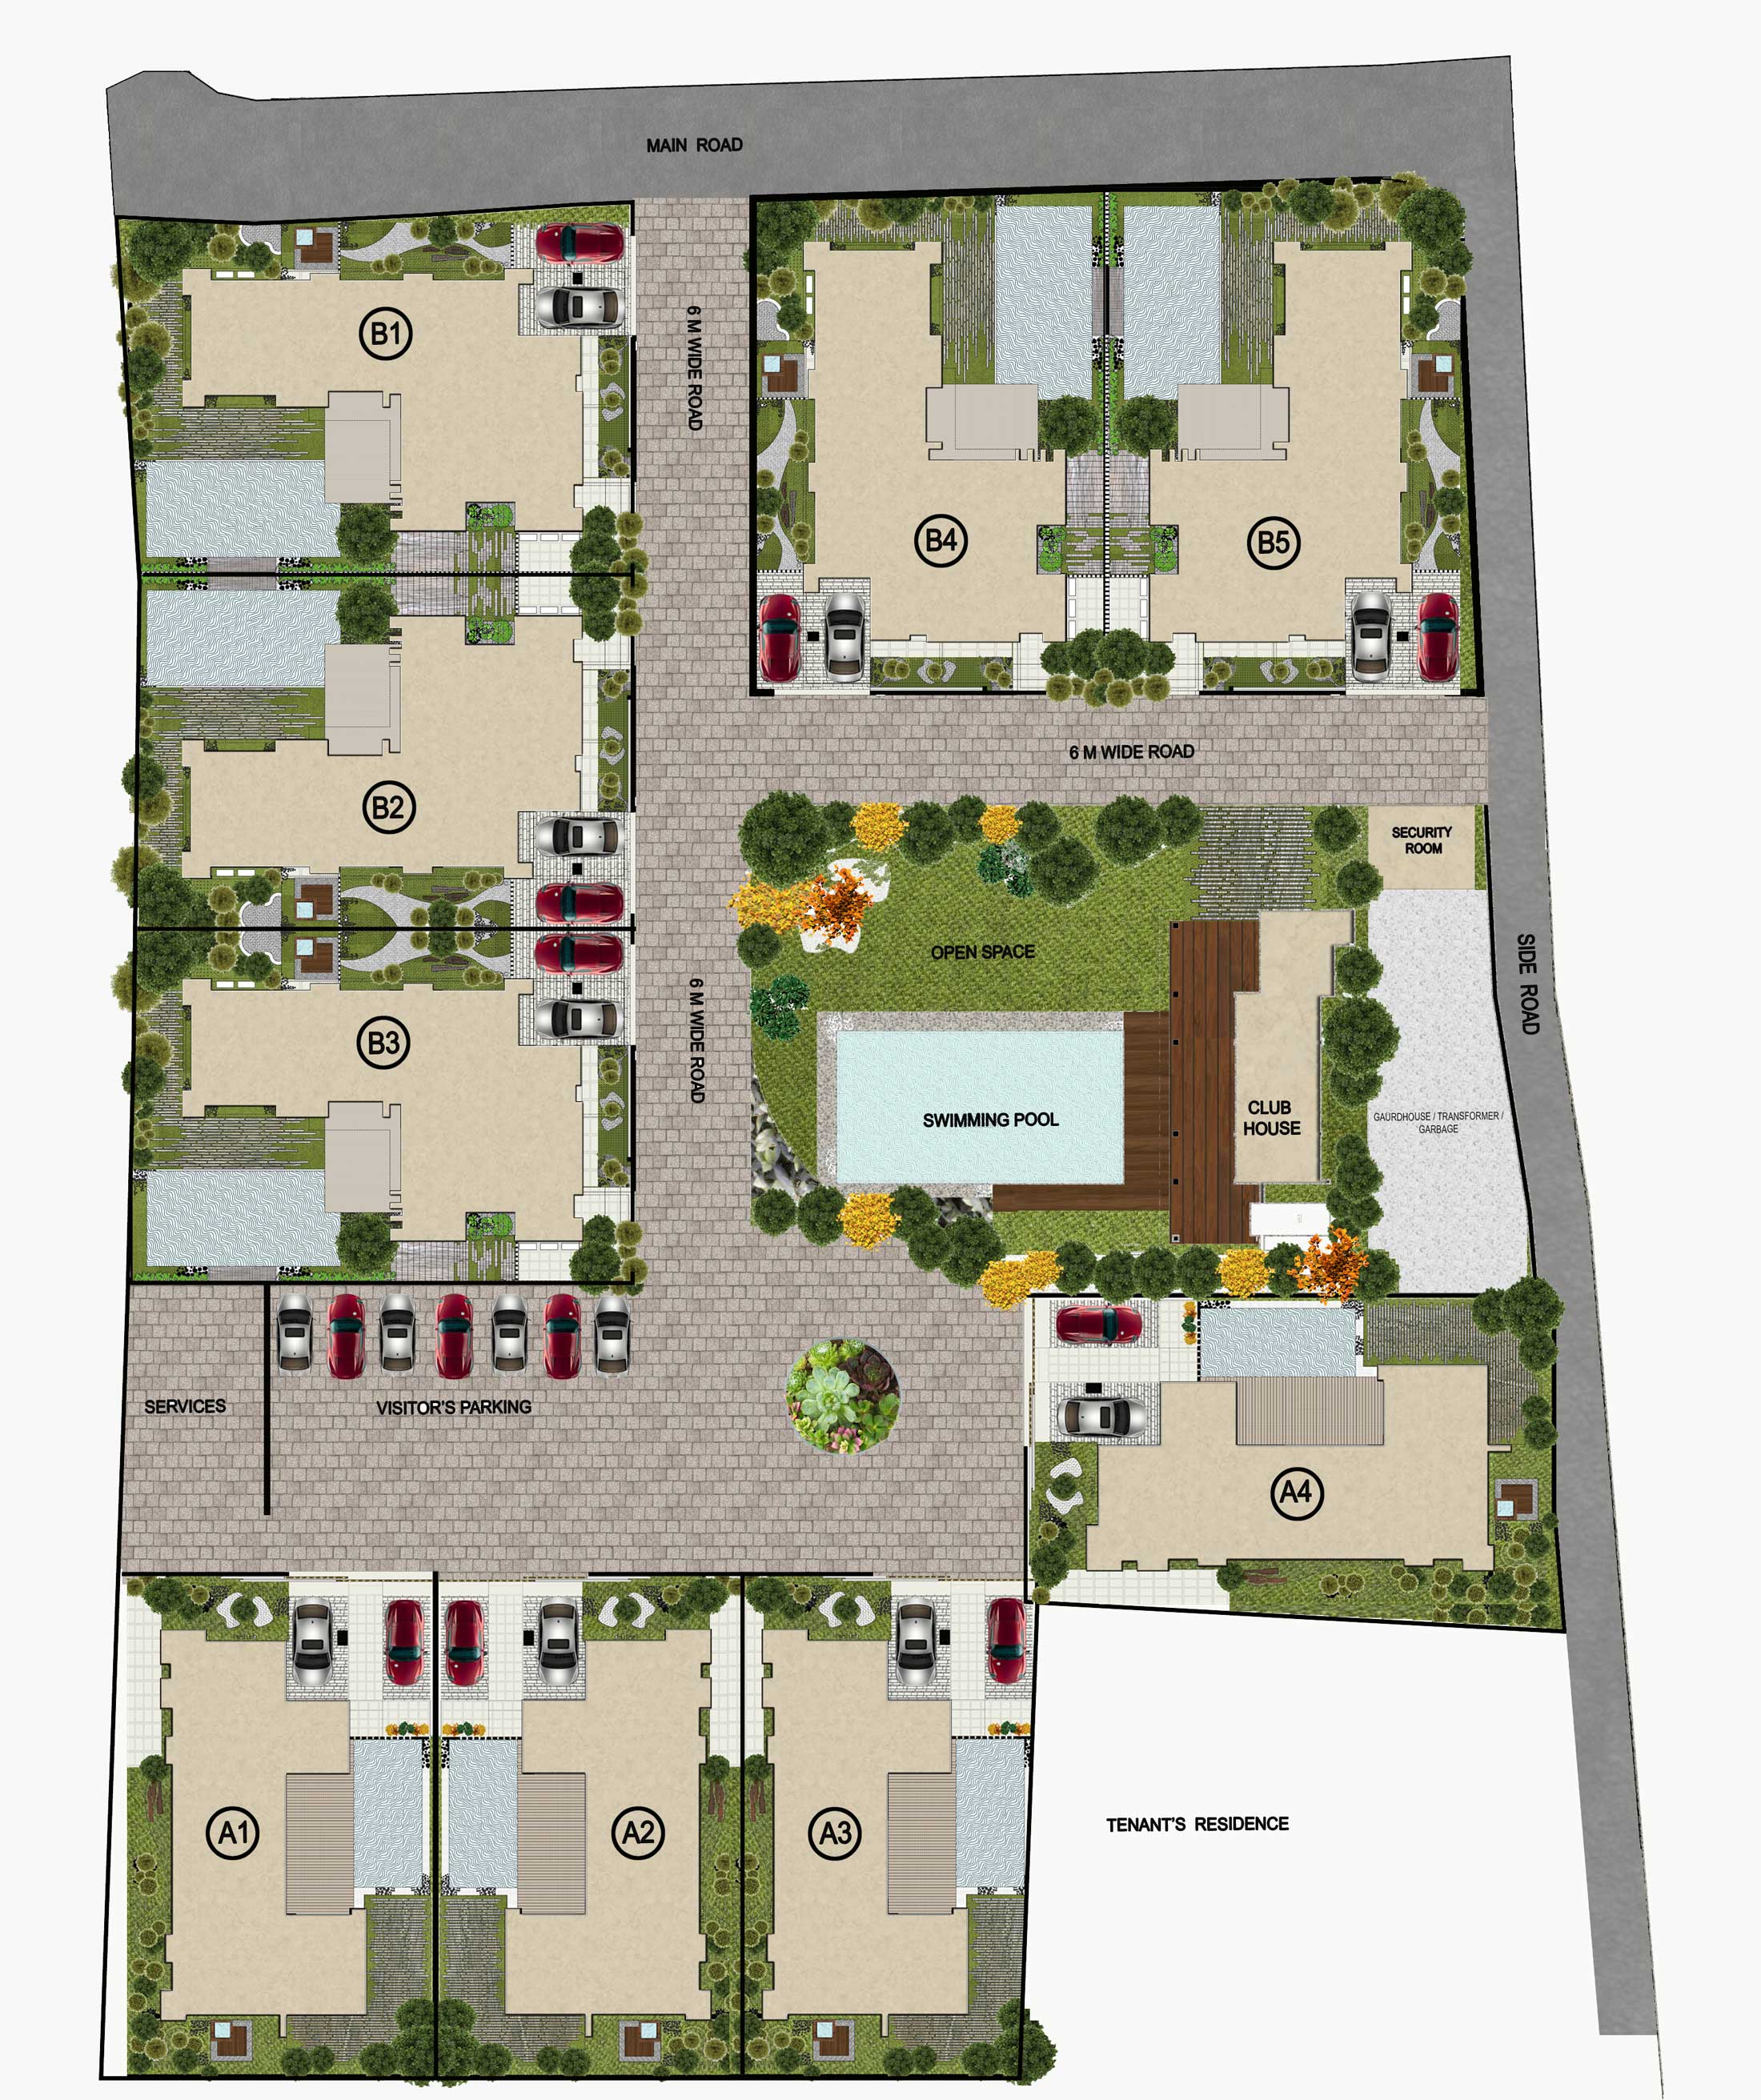 MAIN ROAD
6 M WIDE ROAD
B1
B4
B5
6 M WIDE ROAD
B2
SECURITY
ROOM
OPEN SPACE
SIDE ROAD
B3
6 M WIDE ROAD
SWIMMING POOL
CLUB
HOUSE
GAURDHOUSE / TRANSFORMER /
GARBAGE
SERVICES
VISITOR'S PARKING
A4
A1
A2
A3
TENANT'S RESIDENCE